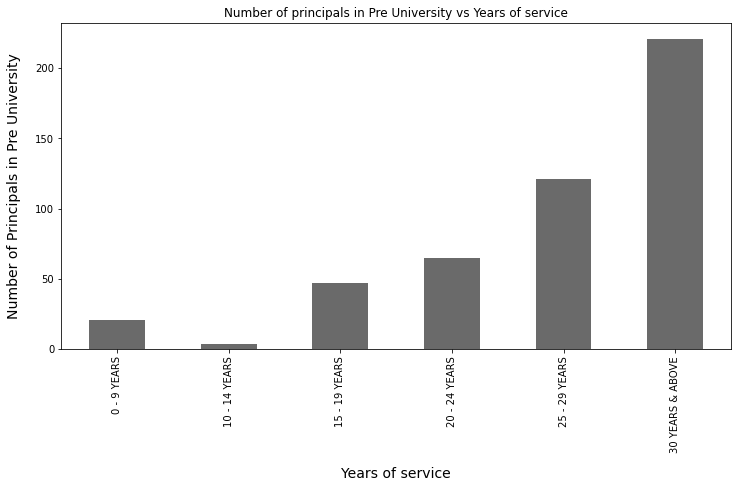 Number of principals in Pre University vs Years of service
Number of Principals in Pre University
200
150
100
50
0
0 - 9 YEARS
10 - 14 YEARS
15 - 19 YEARS
20 - 24 YEARS
25 - 29 YEARS
30 YEARS & ABOVE
Years of service